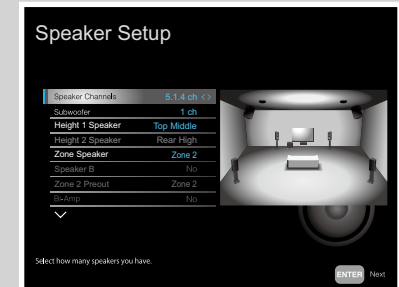 Speaker Setup
Speaker Channels 5.1.4 ch <>
Subwoofer 1 ch
Height 1 Speaker Top Middle
Height 2 Speaker Rear High
Zone Speaker Zone 2
Speaker B No
Zone 2 Preout Zone 2
Bi-Amp No
Select how many speakers you have.
ENTER Next